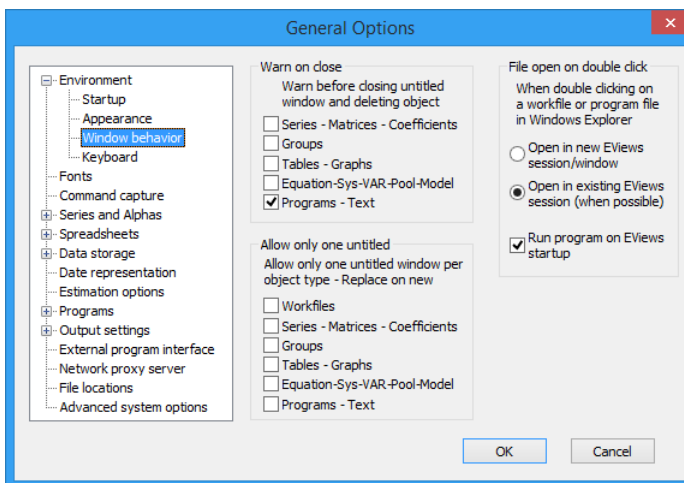 General Options
Environment
Startup
Appearance
Window behavior
Keyboard
Fonts
Command capture
Series and Alphas
Spreadsheets
Data storage
Date representation
Estimation options
Programs
Output settings
External program interface
Network proxy server
File locations
Advanced system options
Warn on close
Warn before closing untitled
window and deleting object
Series - Matrices - Coefficients
Groups
Tables - Graphs
Equation-Sys-VAR-Pool-Model
Programs - Text
Allow only one untitled
Allow only one untitled window per
object type - Replace on new
Workfiles
Series - Matrices - Coefficients
Groups
Tables - Graphs
Equation-Sys-VAR-Pool-Model
Programs - Text
File open on double click
When double clicking on
a workfile or program file
in Windows Explorer
Open in new EViews
session/window
Open in existing EViews
session (when possible)
Run program on EViews
startup
OK
Cancel